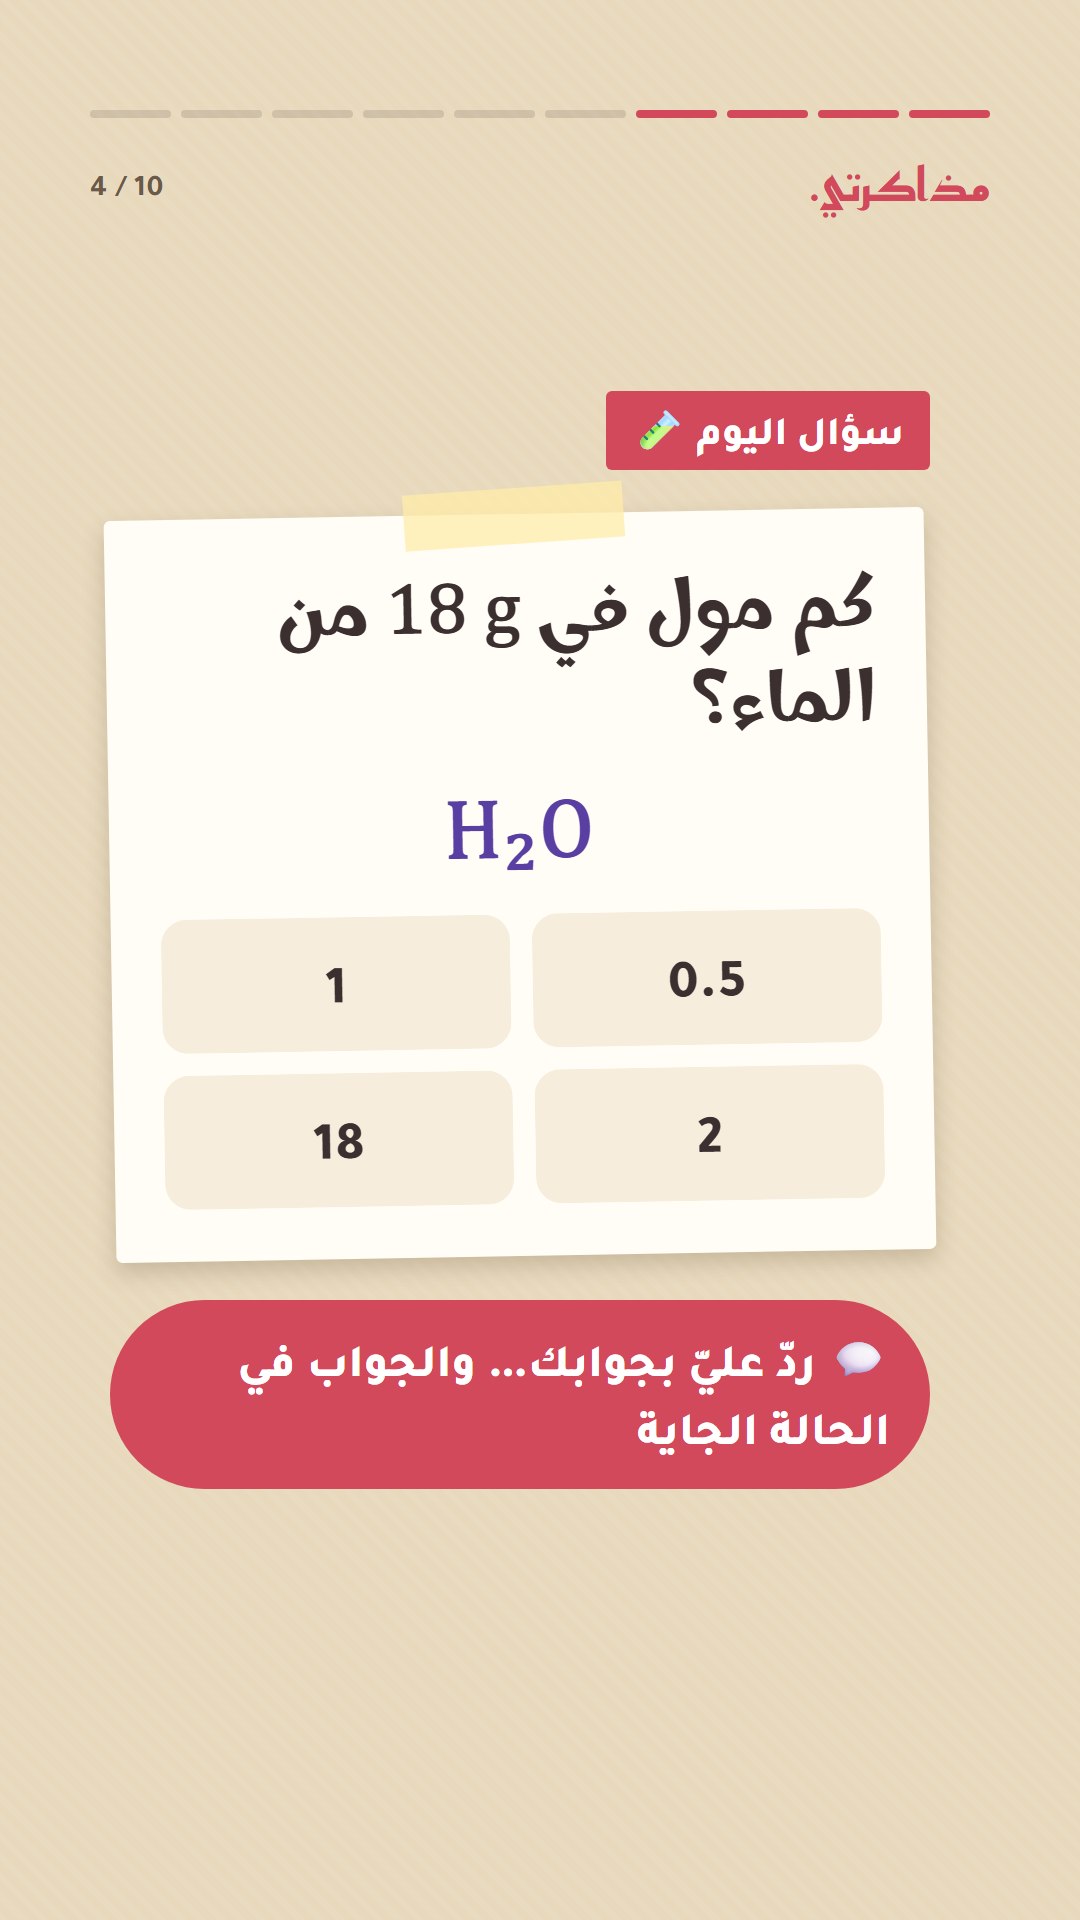 مذاكرتي.
4 / 10
سؤال اليوم 🧪
كم مول في 18 g من
الماء؟
H₂O
0.5
1
2
18
💬 ردّ عليّ بجوابك... والجواب في
الحالة الجاية